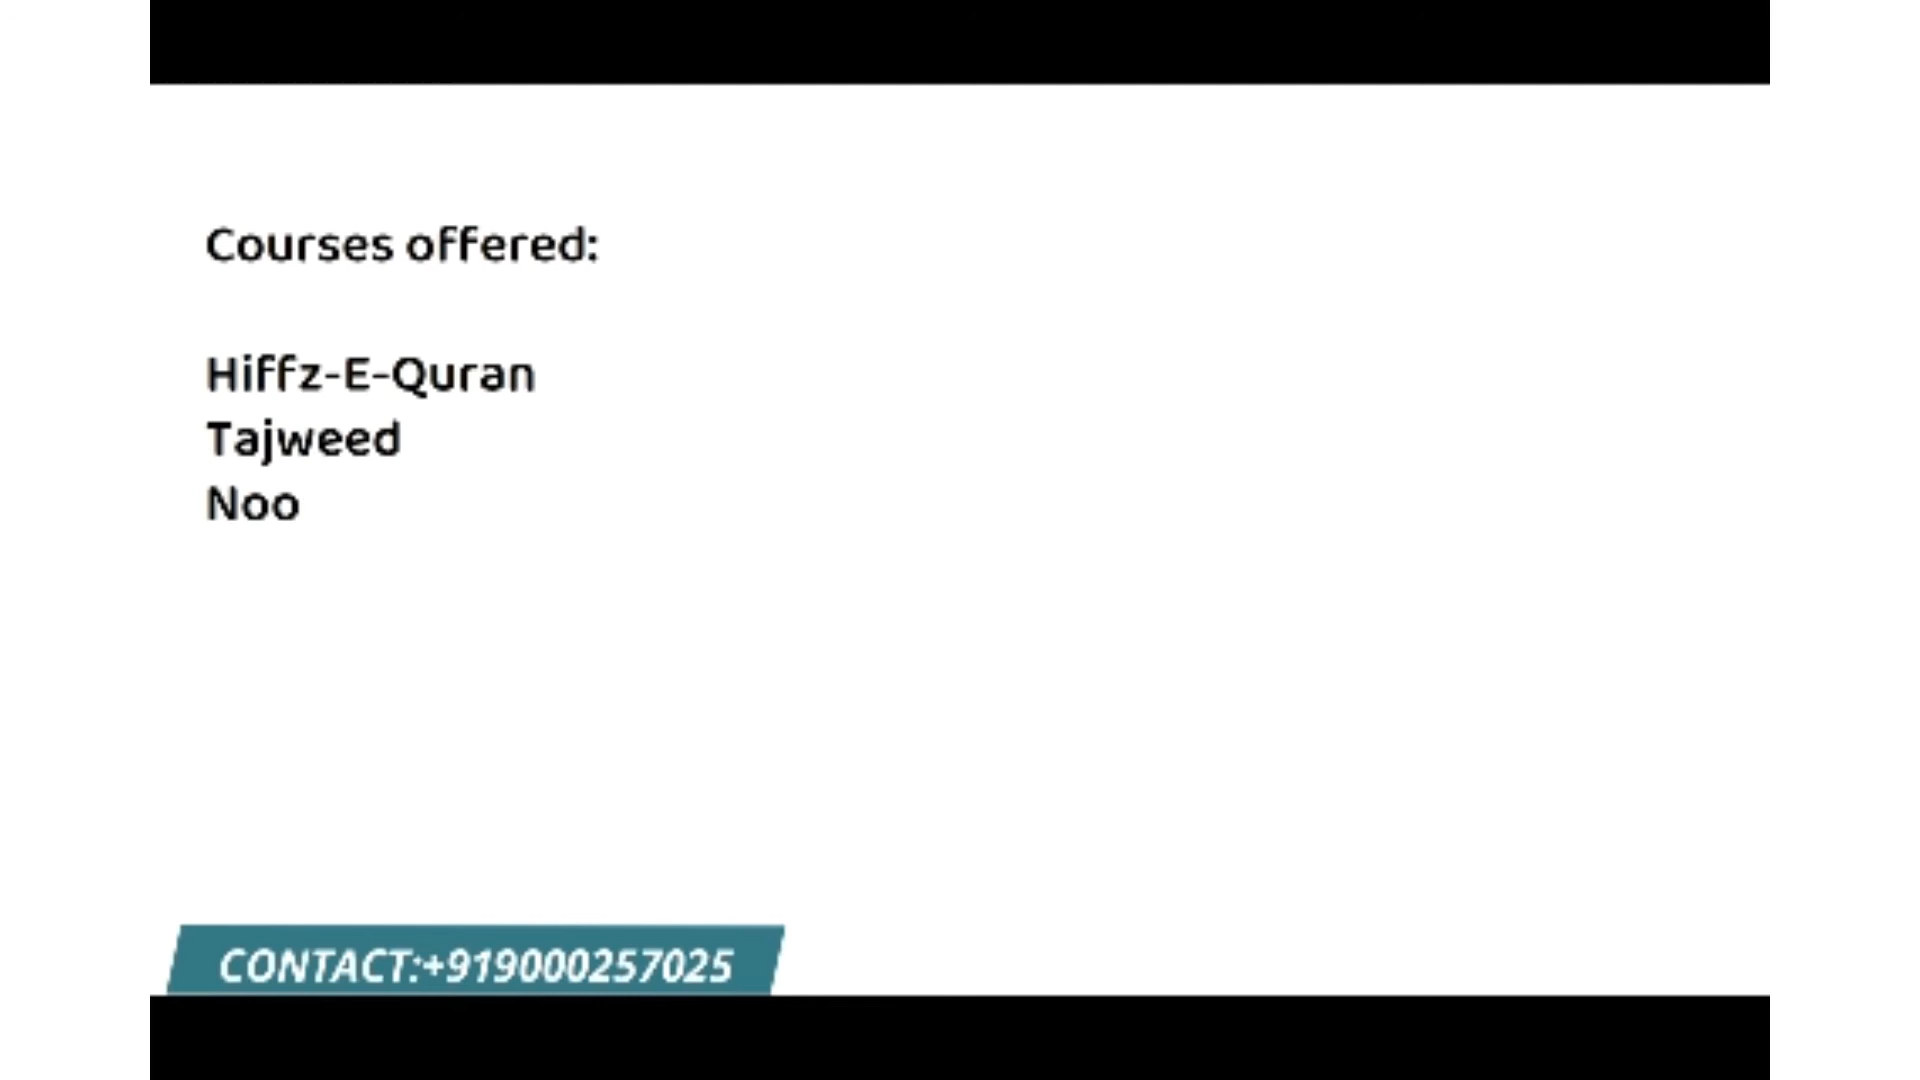 Courses offered:
Hiffz-E-Quran
Tajweed
Noo
CONTACT:+919000257025